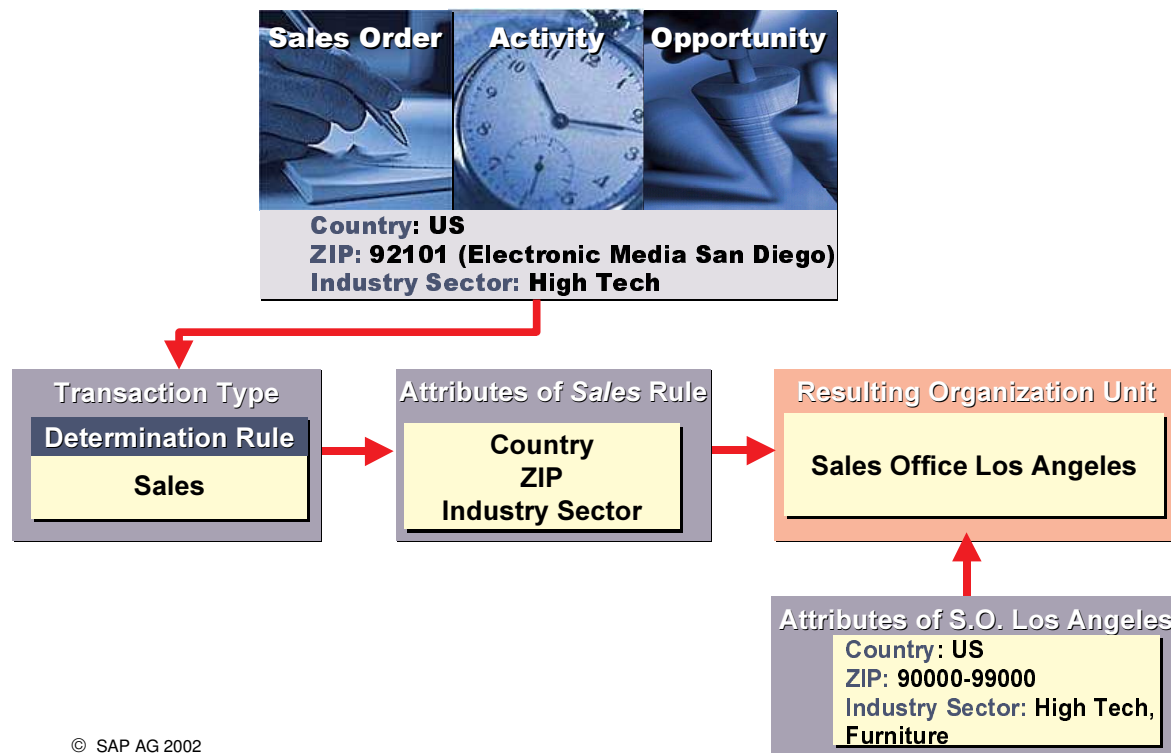 Sales Order Activity Opportunity
Country: US
ZIP: 92101 (Electronic Media San Diego)
Industry Sector: High Tech
Transaction Type
Determination Rule
Sales
Attributes of Sales Rule
Country
ZIP
Industry Sector
Resulting Organization Unit
Sales Office Los Angeles
Attributes of S.O. Los Angeles
Country: US
ZIP: 90000-99000
Industry Sector: High Tech,
Furniture
© SAP AG 2002